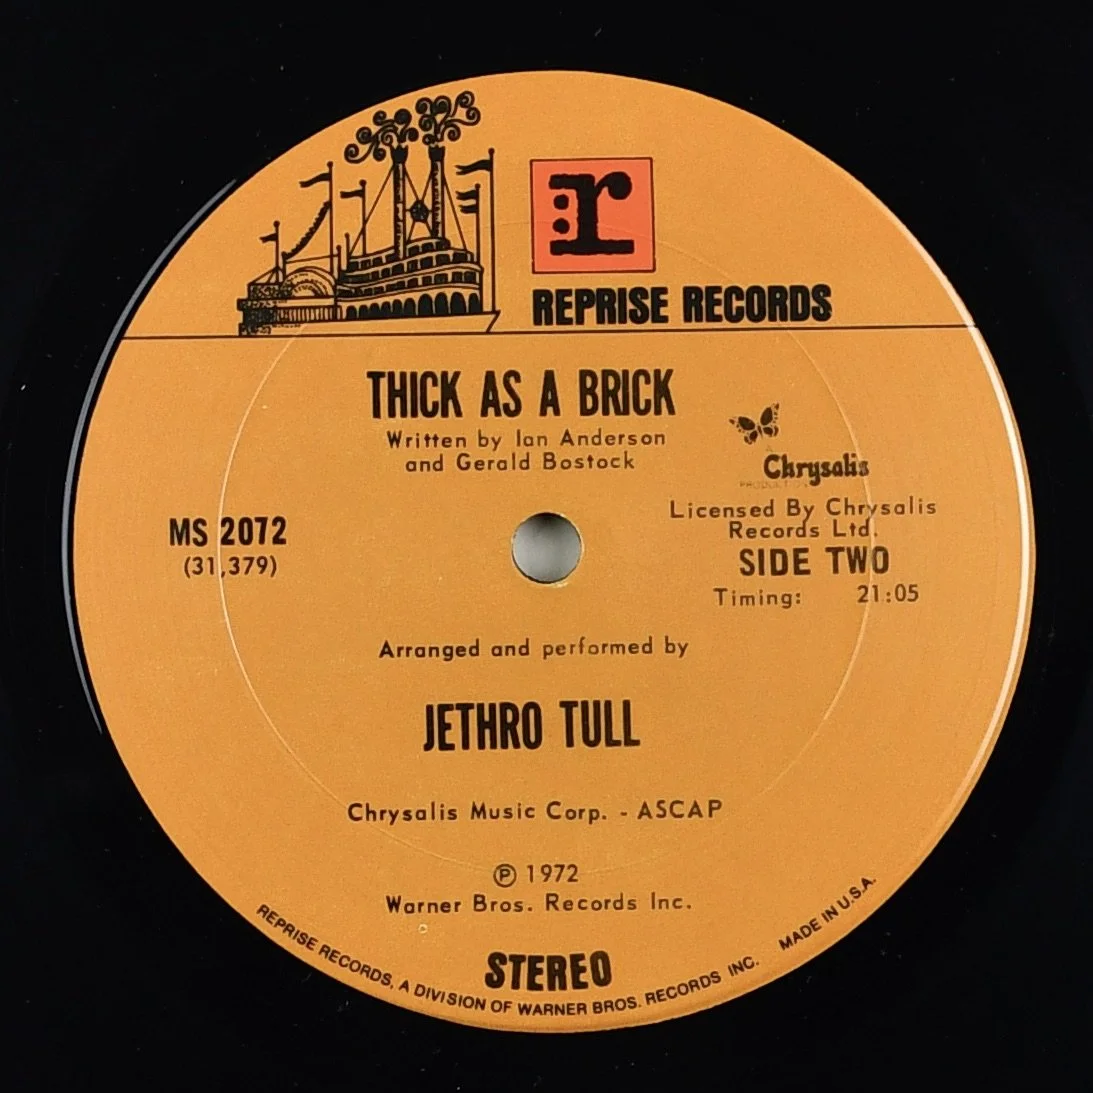 r
REPRISE RECORDS
THICK AS A BRICK
Written by Ian Anderson
and Gerald Bostock
Chrysalis
PRODUCTION
Licensed By Chrysalis
Records Ltd.
MS 2072
(31,379)
SIDE TWO
Timing: 21:05
Arranged and performed by
JETHRO TULL
Chrysalis Music Corp. - ASCAP
℗ 1972
Warner Bros. Records Inc.
STEREO
REPRISE RECORDS, A DIVISION OF WARNER BROS. RECORDS INC. MADE IN U.S.A.